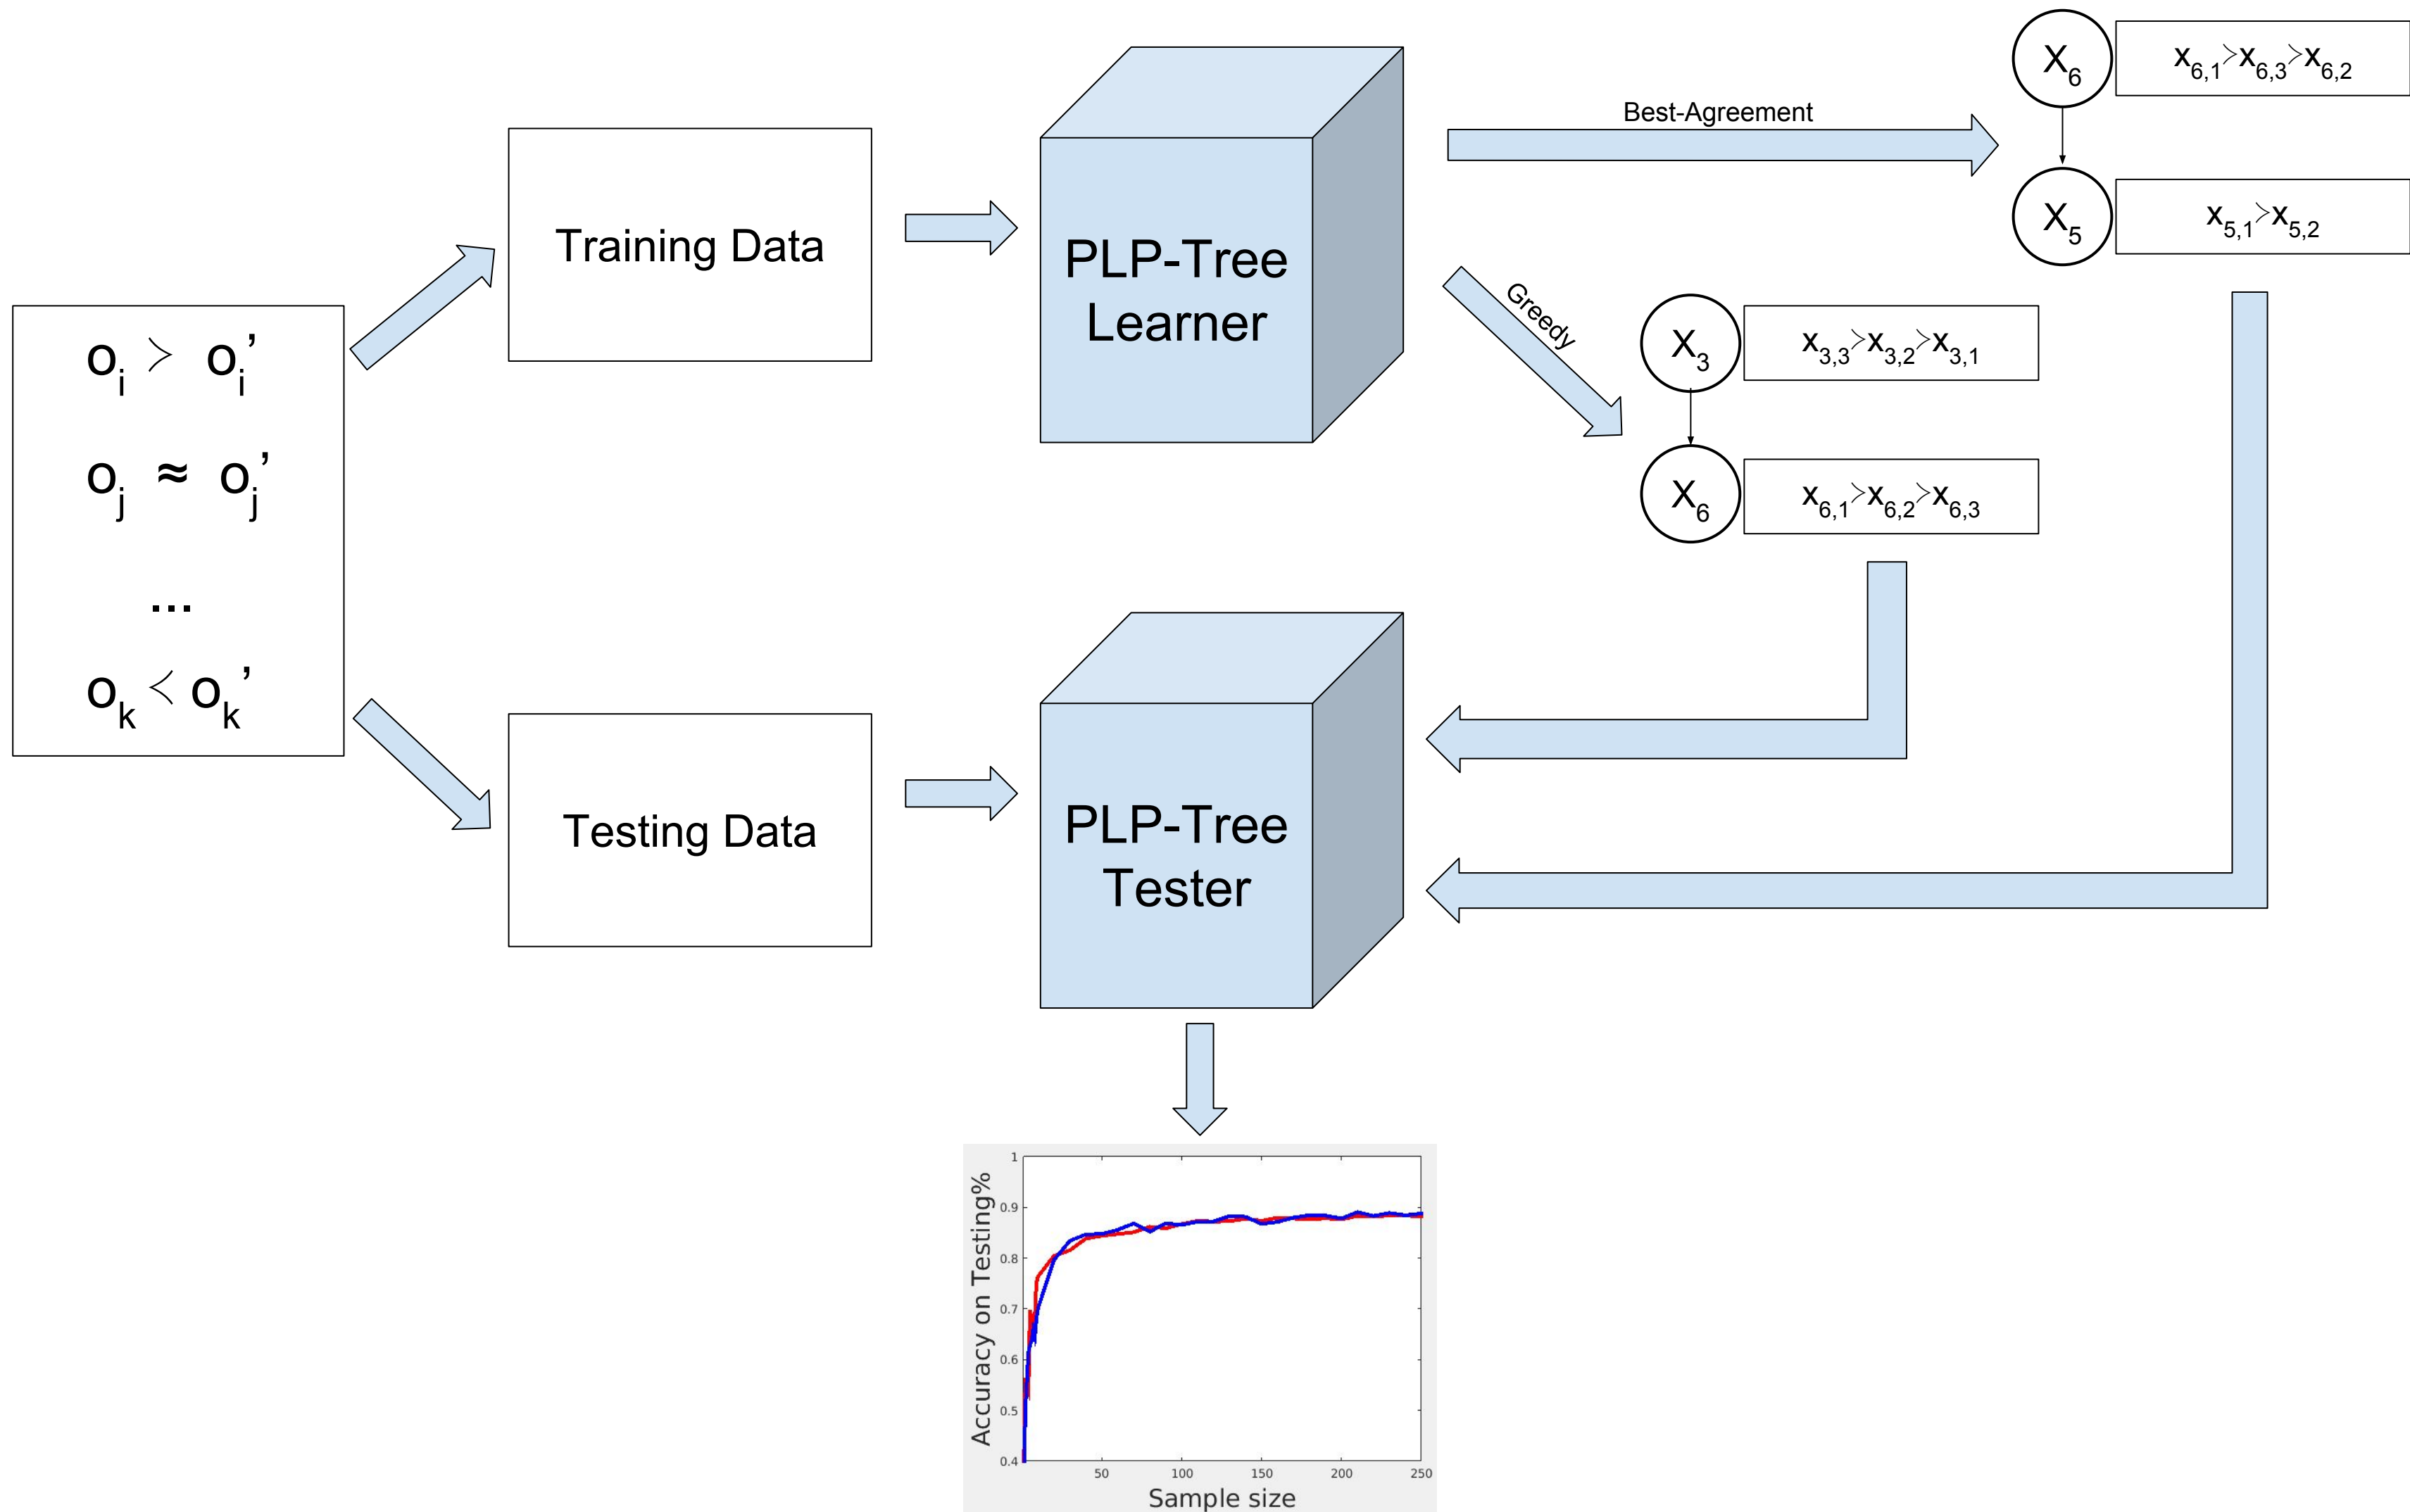 oᵢ ≻ oᵢ’
oⱼ ≈ oⱼ’
...
oₖ ≺ oₖ’
Training Data
Testing Data
PLP-Tree
Learner
PLP-Tree
Tester
Best-Agreement
Greedy
X₆
x₆,₁≻x₆,₃≻x₆,₂
X₅
x₅,₁≻x₅,₂
X₃
x₃,₃≻x₃,₂≻x₃,₁
X₆
x₆,₁≻x₆,₂≻x₆,₃
Accuracy on Testing%
1
0.9
0.8
0.7
0.6
0.5
0.4
50 100 150 200 250
Sample size